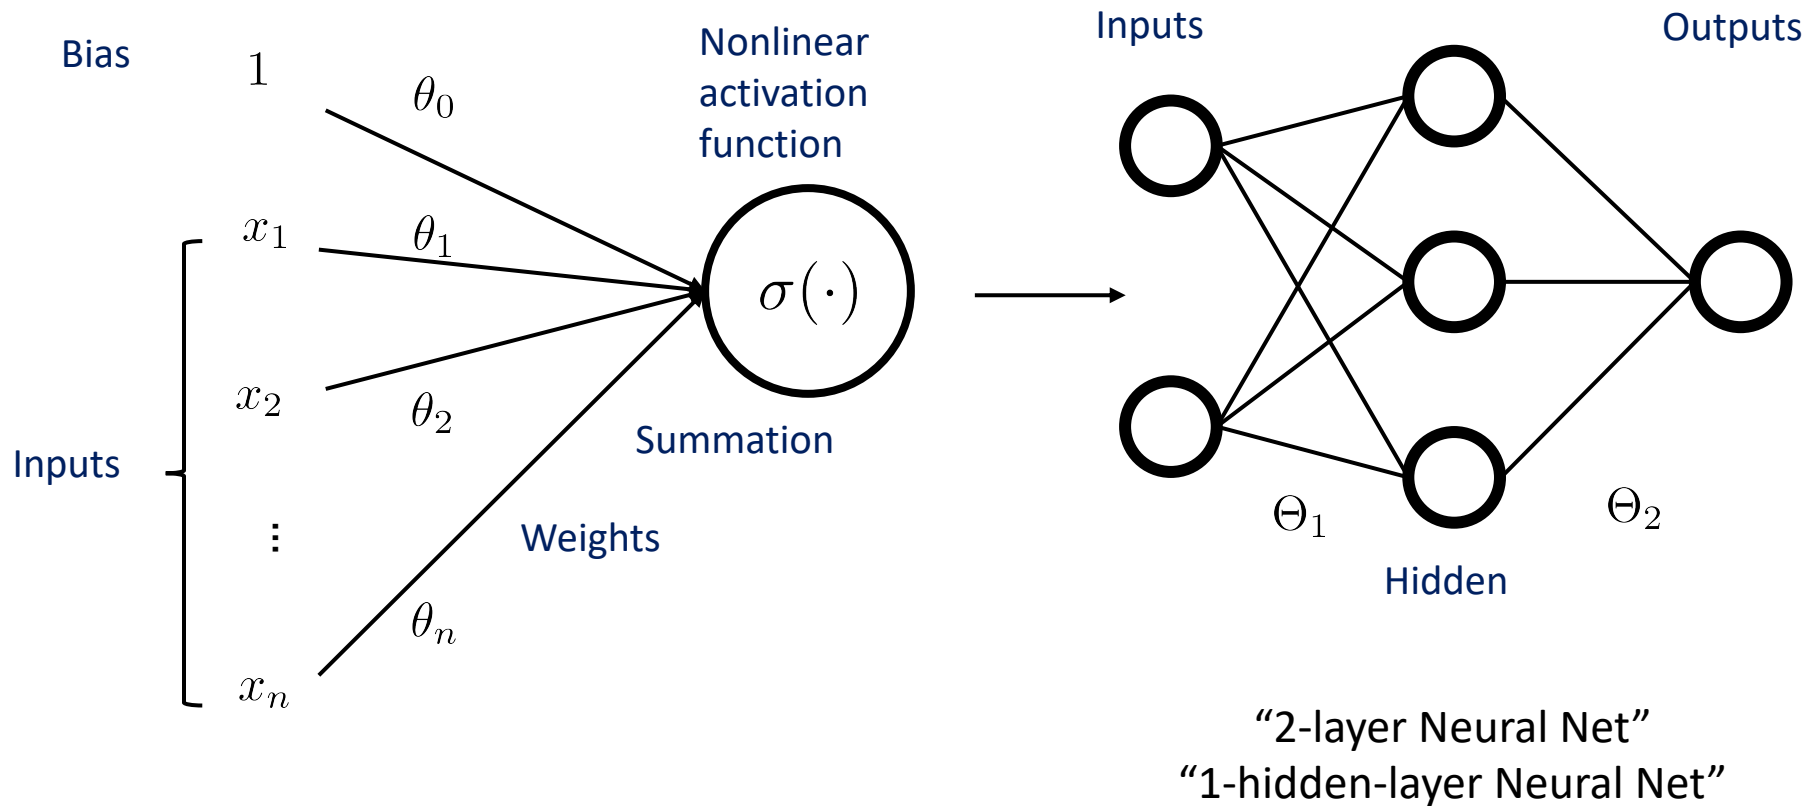 Bias
1
θ₀
Nonlinear
activation
function
Inputs
x₁
θ₁
x₂
θ₂
⋮
xₙ
θₙ
σ(·)
Summation
Weights
Inputs
Outputs
Θ₁
Θ₂
Hidden
“2-layer Neural Net”
“1-hidden-layer Neural Net”